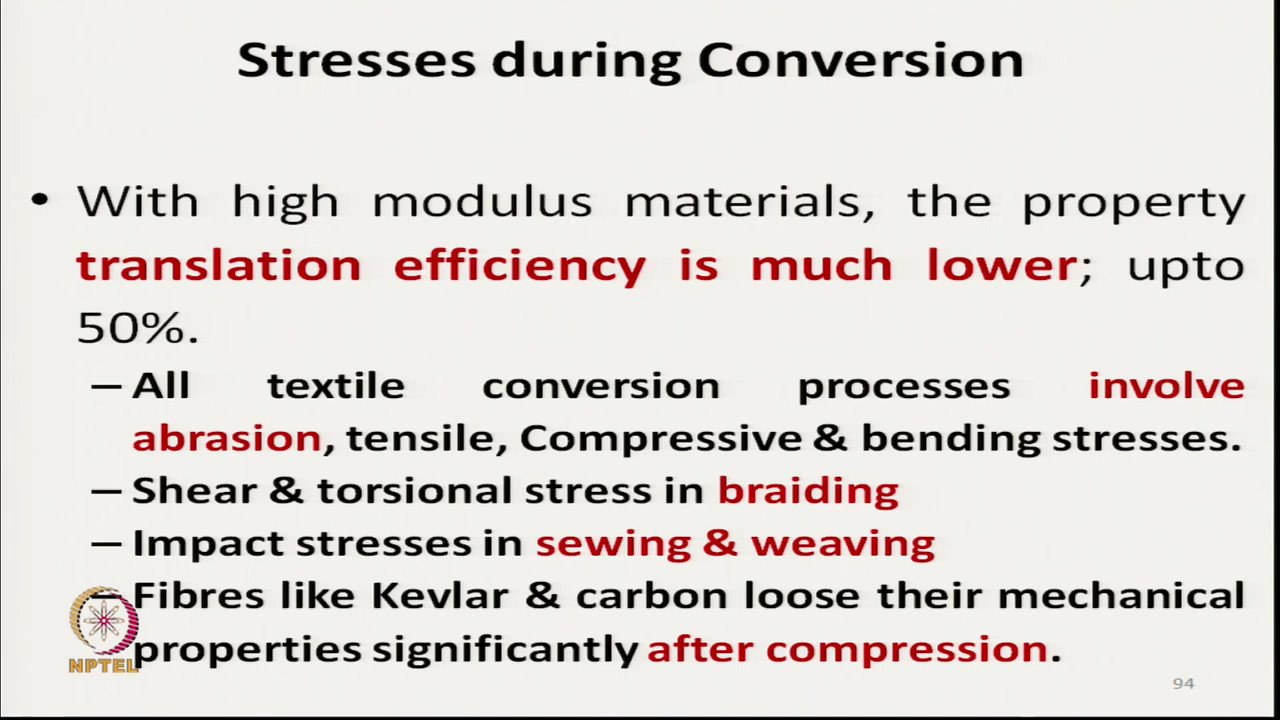 Stresses during Conversion
• With high modulus materials, the property
translation efficiency is much lower; upto
50%.
– All textile conversion processes involve
abrasion, tensile, Compressive & bending stresses.
– Shear & torsional stress in braiding
– Impact stresses in sewing & weaving
– Fibres like Kevlar & carbon loose their mechanical
properties significantly after compression.
NPTEL
94